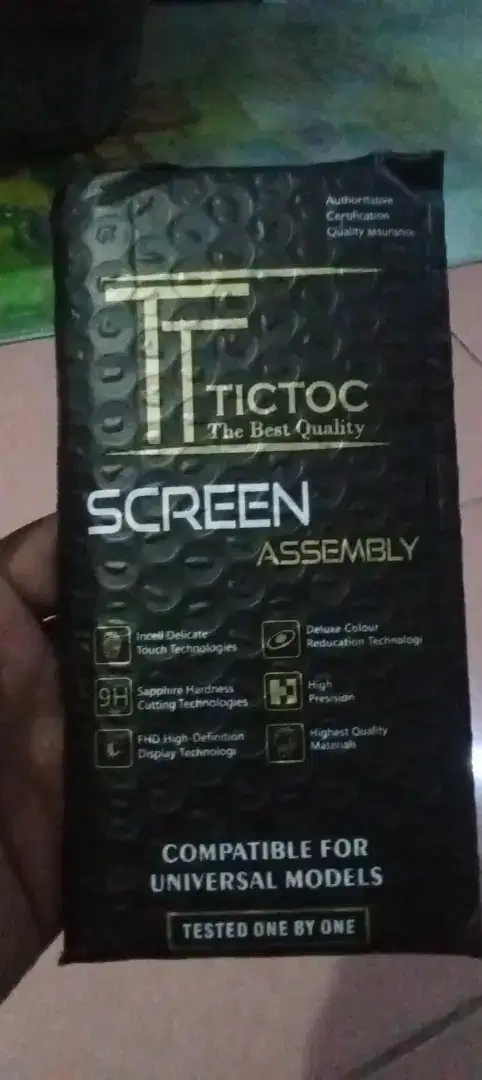 Authoritative
Certification
Quality Assurance
TICTOC
The Best Quality
SCREEN
ASSEMBLY
Incell Delicate
Touch Technologies
Deluxe Colour
Reducation Technologi
9H
Sapphire Hardness
Cutting Technologies
High
Presision
FHD High-Definition
Display Technologi
Highest Quality
Materials
COMPATIBLE FOR
UNIVERSAL MODELS
TESTED ONE BY ONE